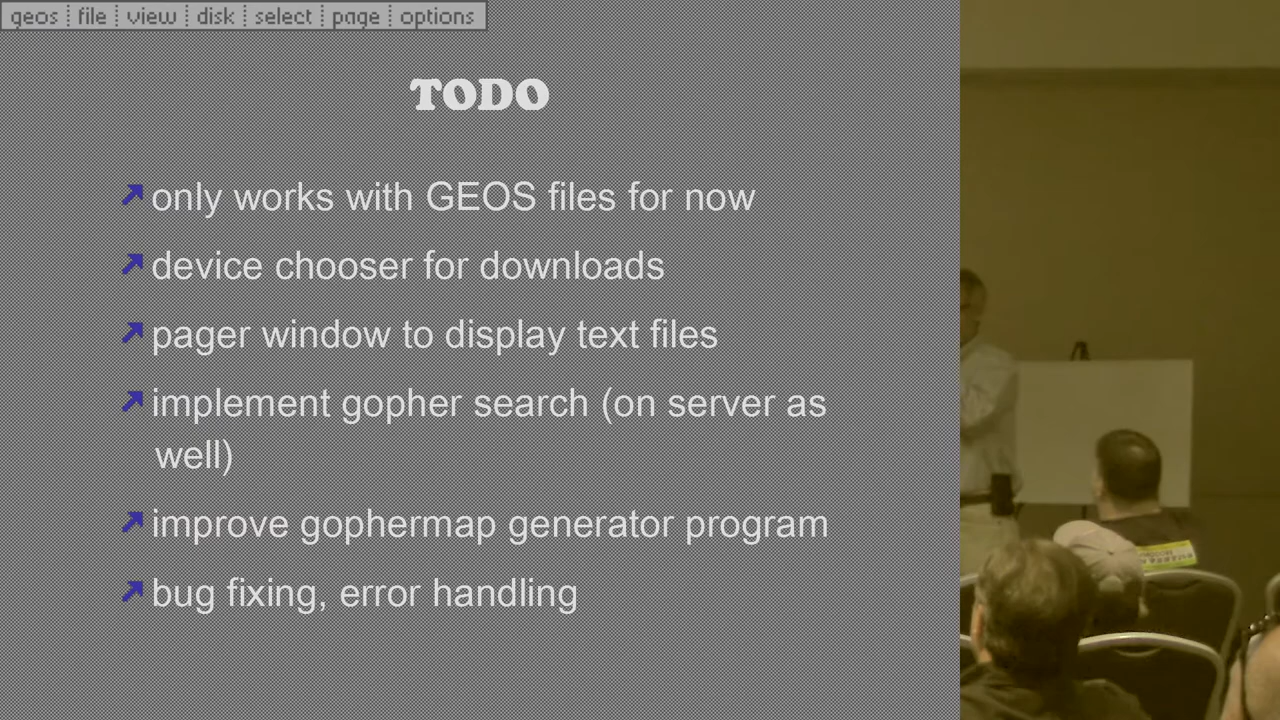 geos file view disk select page options
TODO
only works with GEOS files for now
device chooser for downloads
pager window to display text files
implement gopher search (on server as
well)
improve gophermap generator program
bug fixing, error handling